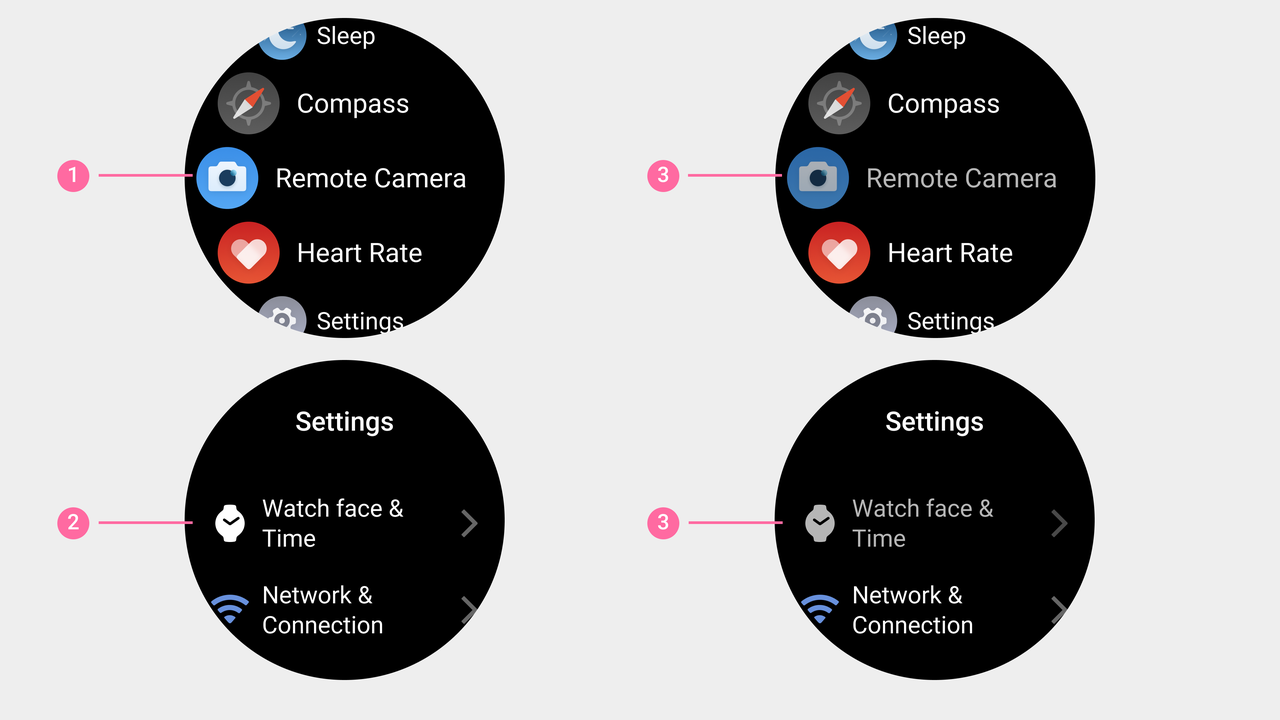 Sleep
Compass
1
Remote Camera
Heart Rate
Settings
Sleep
Compass
3
Remote Camera
Heart Rate
Settings
Settings
2
Watch face &
Time
Network &
Connection
Settings
3
Watch face &
Time
Network &
Connection